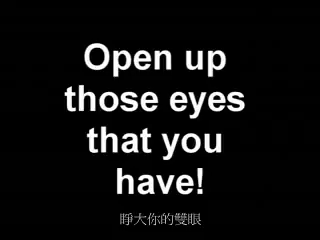 Open up
those eyes
that you
have!
睜大你的雙眼